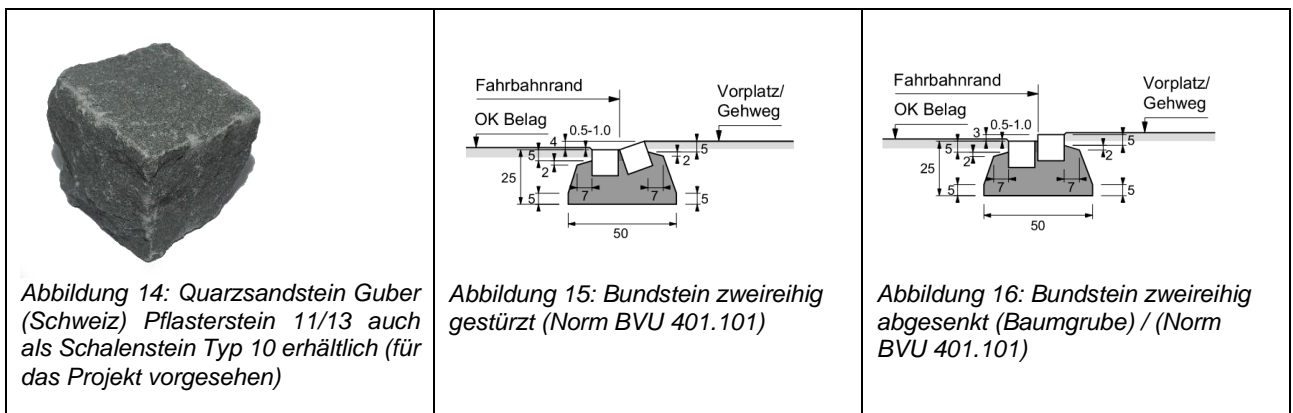 Abbildung 14: Quarzsandstein Guber
(Schweiz) Pflasterstein 11/13 auch
als Schalenstein Typ 10 erhältlich (für
das Projekt vorgesehen)
Fahrbahnrand
Vorplatz/
Gehweg
OK Belag
4
0.5-1.0
5
5
2
2
25
7
7
5
5
50
Abbildung 15: Bundstein zweireihig
gestürzt (Norm BVU 401.101)
Fahrbahnrand
Vorplatz/
Gehweg
OK Belag
3
0.5-1.0
5
5
2
2
25
7
7
5
5
50
Abbildung 16: Bundstein zweireihig
abgesenkt (Baumgrube) / (Norm
BVU 401.101)